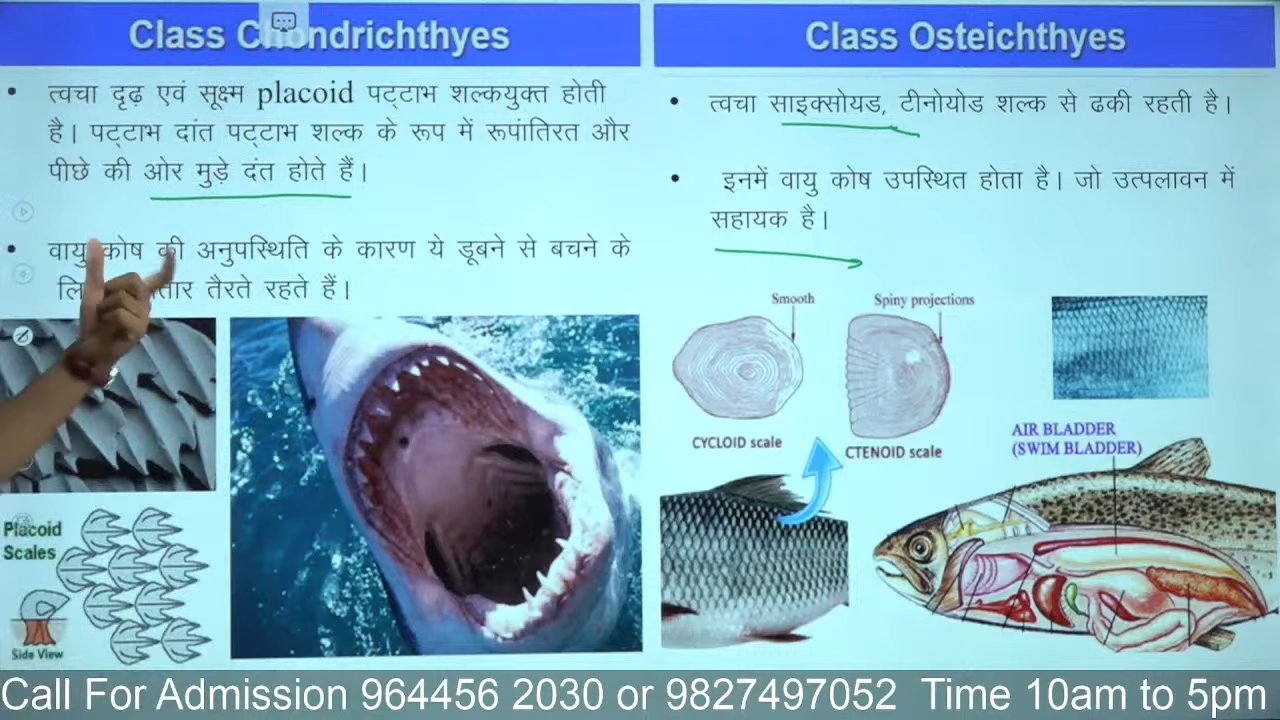 Class Chondrichthyes
• त्वचा दृढ़ एवं सूक्ष्म placoid पट्टाभ शल्कयुक्त होती
है। पट्टाभ दांत पट्टाभ शल्क के रूप में रूपांतिरत और
पीछे की ओर मुड़े दंत होते हैं।
• वायु कोष की अनुपस्थिति के कारण ये डूबने से बचने के
तैरते रहते हैं।
Placoid
Scales
Side View
Class Osteichthyes
• त्वचा साइक्सोयड, टीनोयोड शल्क से ढकी रहती है।
• इनमें वायु कोष उपस्थित होता है। जो उत्पलावन में
सहायक है।
Smooth
Spiny projections
CYCLOID scale
CTENOID scale
AIR BLADDER
(SWIM BLADDER)
Call For Admission 964456 2030 or 9827497052 Time 10am to 5pm